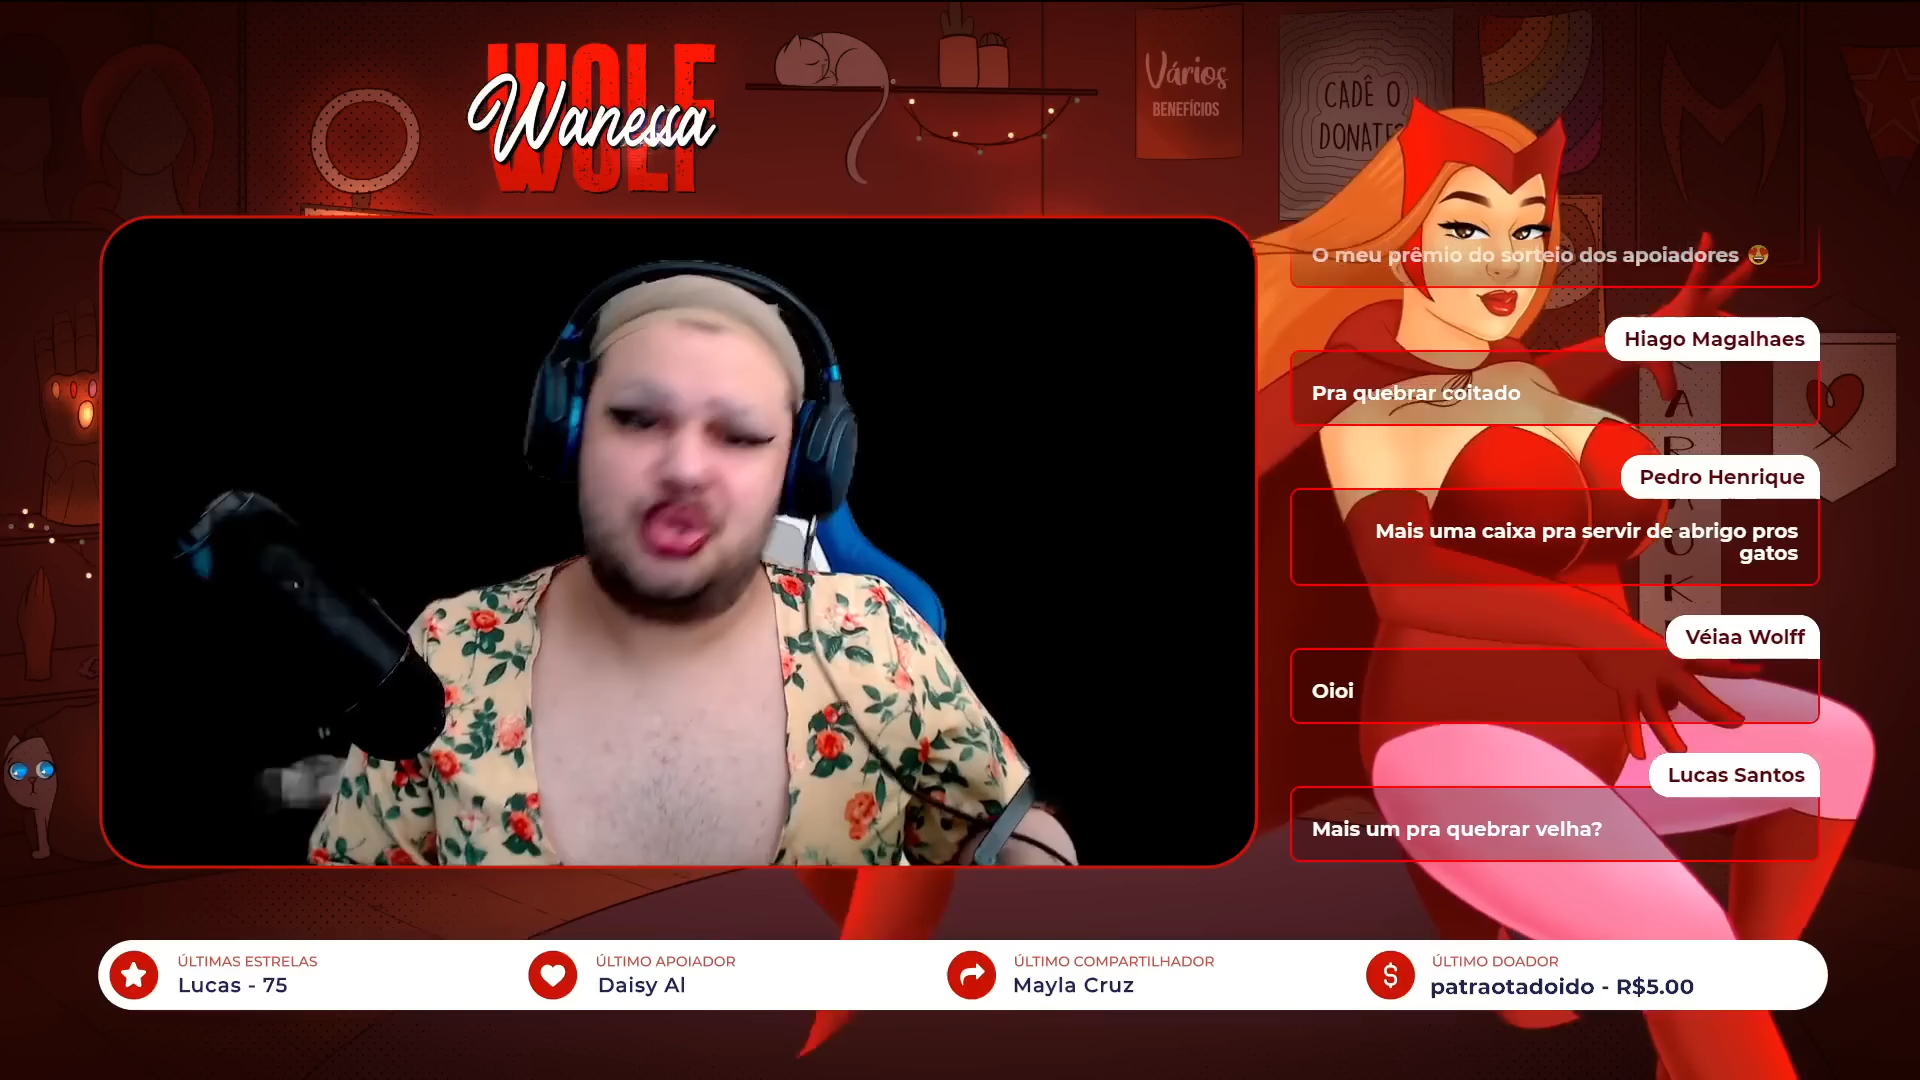 WOLF
Wanessa
Vários
BENEFÍCIOS
CADÊ O
DONATE?
O meu prêmio do sorteio dos apoiadores 😍
Hiago Magalhaes
Pra quebrar coitado
Pedro Henrique
Mais uma caixa pra servir de abrigo pros
gatos
Véiaa Wolff
Oioi
Lucas Santos
Mais um pra quebrar velha?
ÚLTIMAS ESTRELAS
Lucas - 75
ÚLTIMO APOIADOR
Daisy Al
ÚLTIMO COMPARTILHADOR
Mayla Cruz
ÚLTIMO DOADOR
patraotadoido - R$5.00